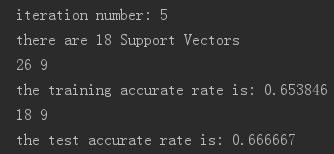 iteration number: 5
there are 18 Support Vectors
26 9
the training accurate rate is: 0.653846
18 9
the test accurate rate is: 0.666667